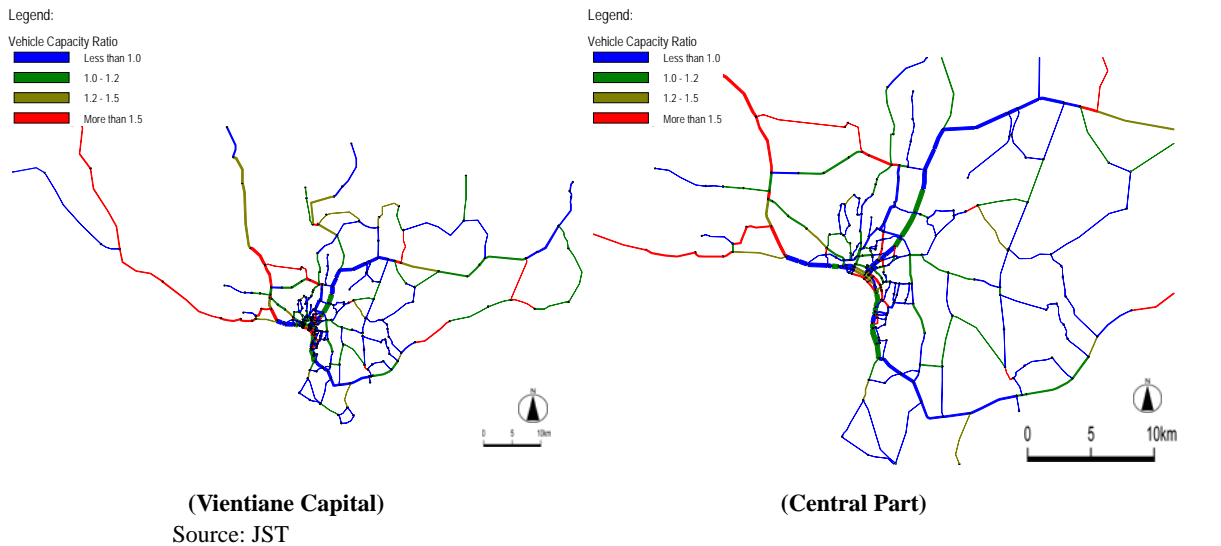 Legend:
Vehicle Capacity Ratio
Less than 1.0
1.0 - 1.2
1.2 - 1.5
More than 1.5
N
0 5 10km
(Vientiane Capital)
Legend:
Vehicle Capacity Ratio
Less than 1.0
1.0 - 1.2
1.2 - 1.5
More than 1.5
N
0 5 10km
(Central Part)
Source: JST